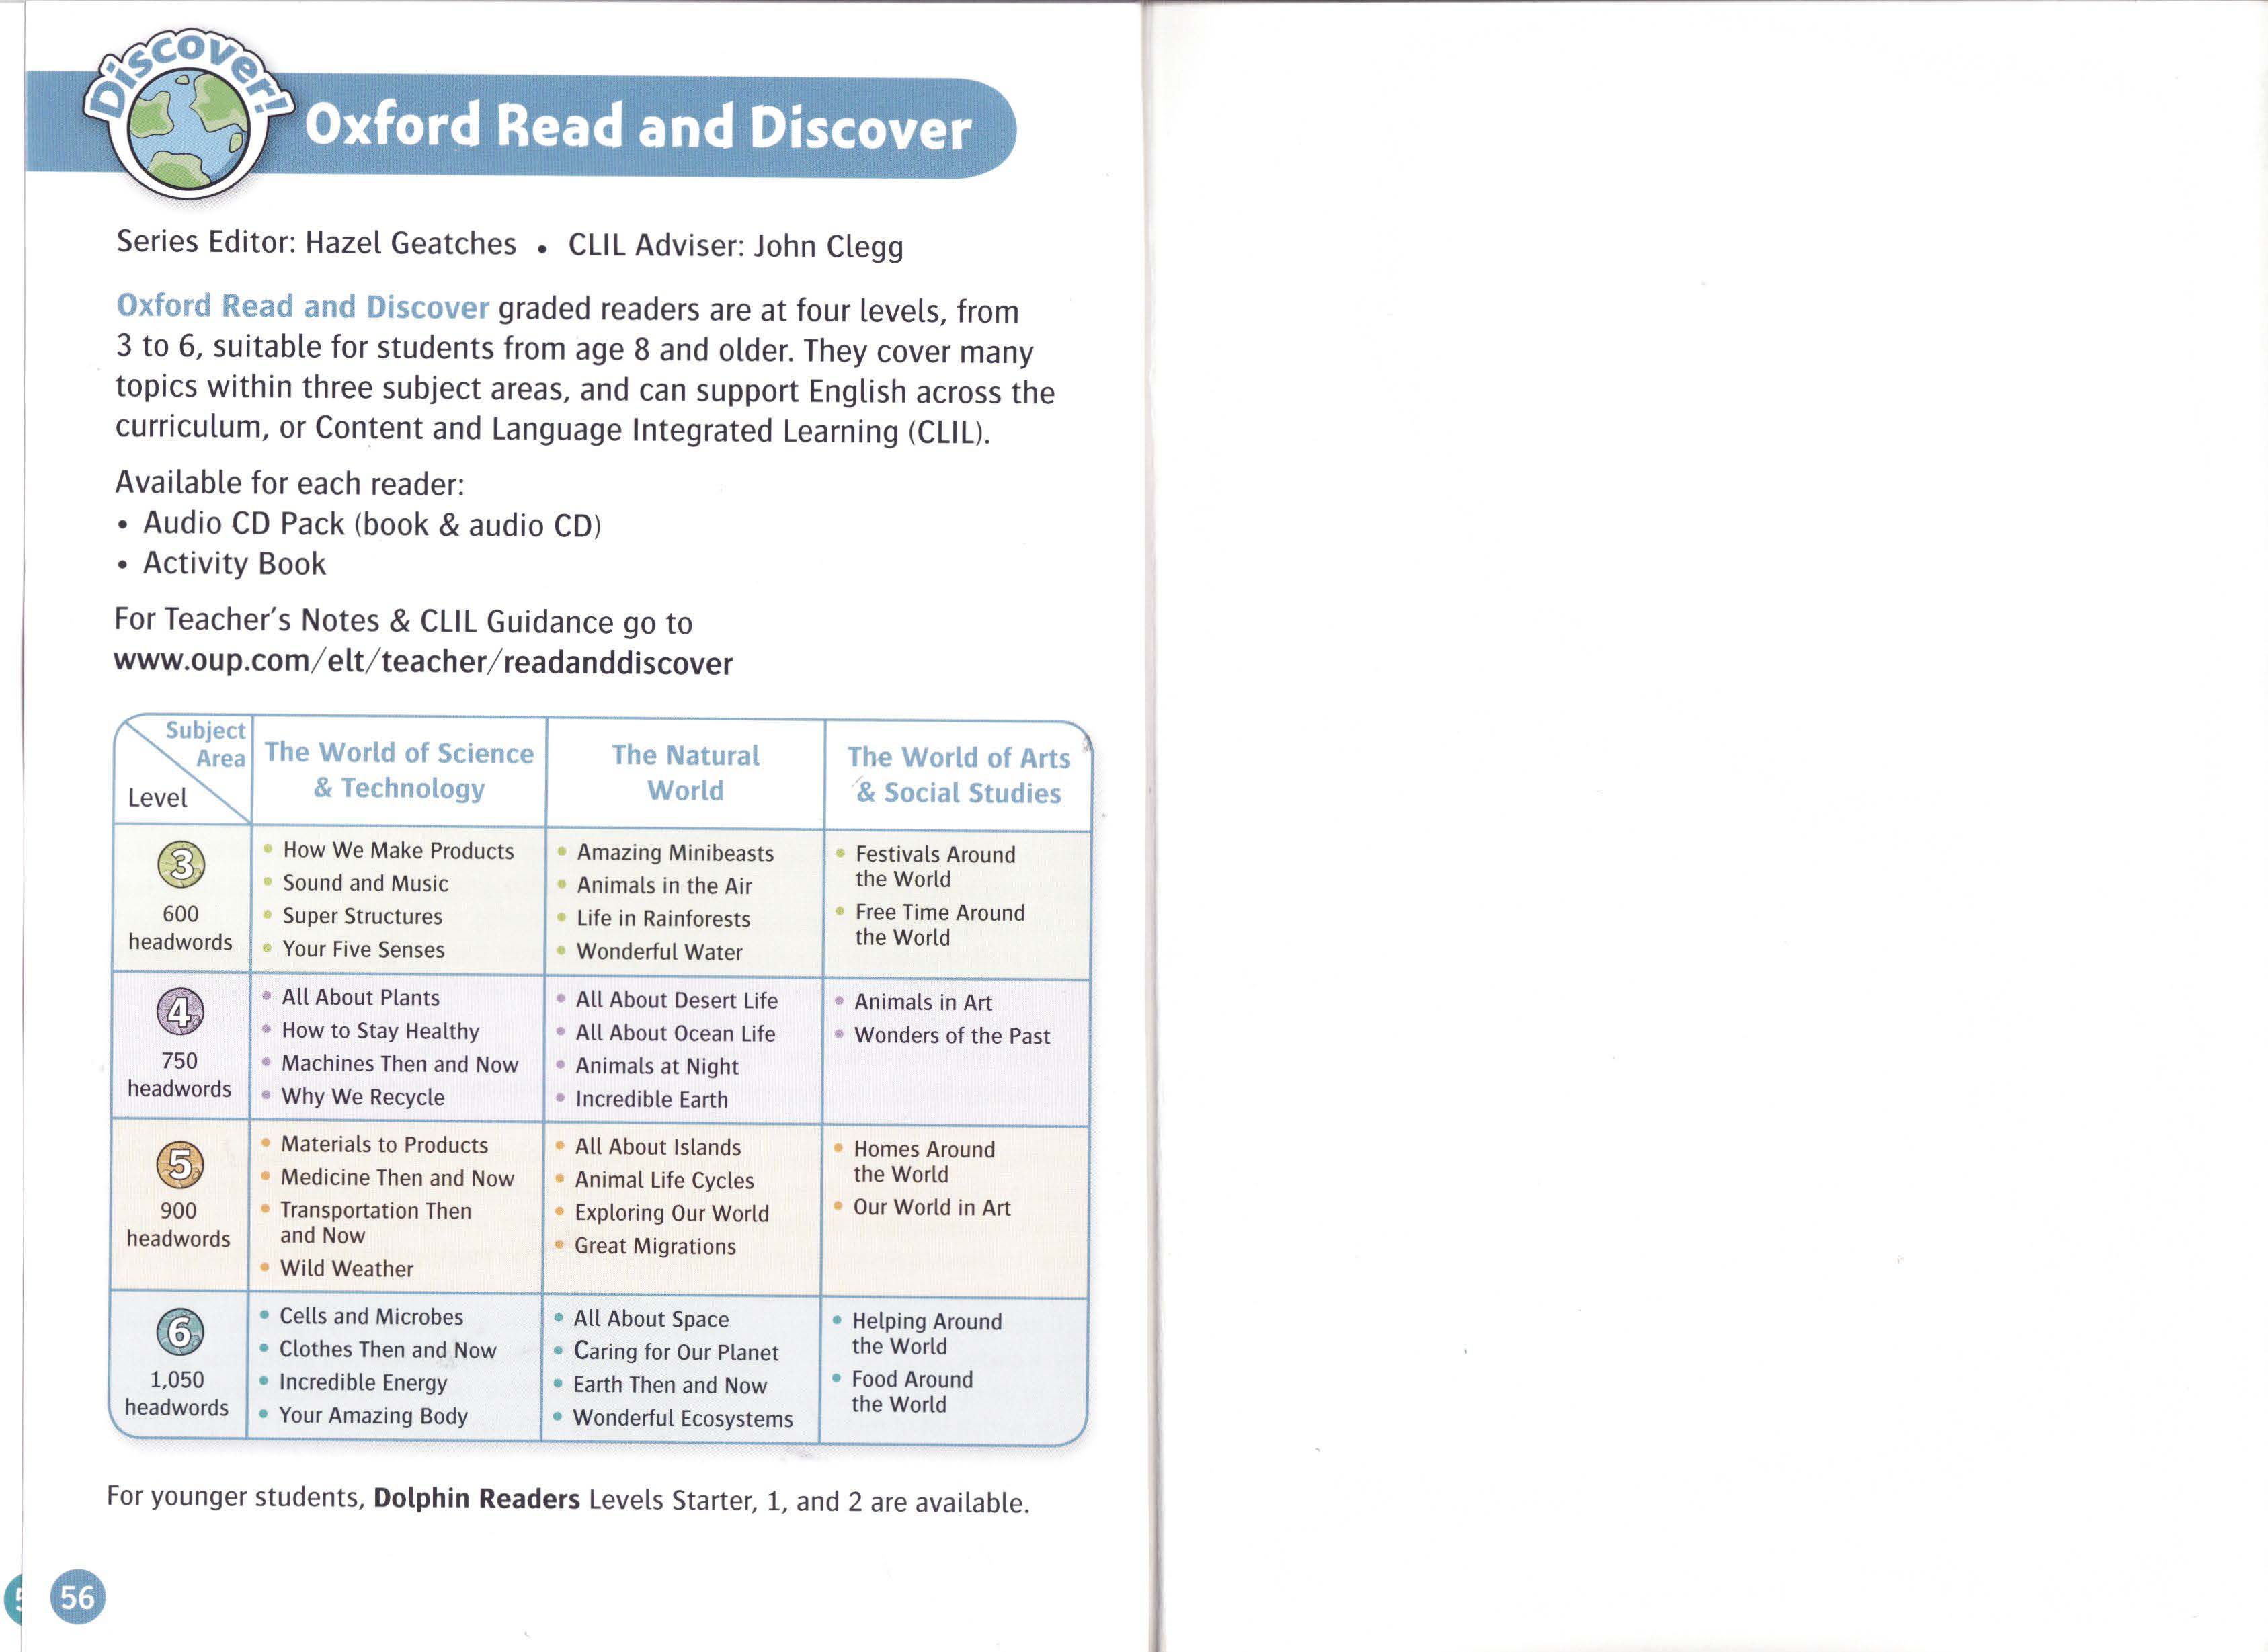 Discover!
Oxford Read and Discover
Series Editor: Hazel Geatches • CLIL Adviser: John Clegg
Oxford Read and Discover graded readers are at four levels, from
3 to 6, suitable for students from age 8 and older. They cover many
topics within three subject areas, and can support English across the
curriculum, or Content and Language Integrated Learning (CLIL).
Available for each reader:
• Audio CD Pack (book & audio CD)
• Activity Book
For Teacher's Notes & CLIL Guidance go to
www.oup.com/elt/teacher/readanddiscover
Subject
Area
Level
The World of Science
& Technology
The Natural
World
The World of Arts
& Social Studies
3
600
headwords
• How We Make Products
• Sound and Music
• Super Structures
• Your Five Senses
• Amazing Minibeasts
• Animals in the Air
• Life in Rainforests
• Wonderful Water
• Festivals Around
the World
• Free Time Around
the World
4
750
headwords
• All About Plants
• How to Stay Healthy
• Machines Then and Now
• Why We Recycle
• All About Desert Life
• All About Ocean Life
• Animals at Night
• Incredible Earth
• Animals in Art
• Wonders of the Past
5
900
headwords
• Materials to Products
• Medicine Then and Now
• Transportation Then
and Now
• Wild Weather
• All About Islands
• Animal Life Cycles
• Exploring Our World
• Great Migrations
• Homes Around
the World
• Our World in Art
6
1,050
headwords
• Cells and Microbes
• Clothes Then and Now
• Incredible Energy
• Your Amazing Body
• All About Space
• Caring for Our Planet
• Earth Then and Now
• Wonderful Ecosystems
• Helping Around
the World
• Food Around
the World
For younger students, Dolphin Readers Levels Starter, 1, and 2 are available.
56